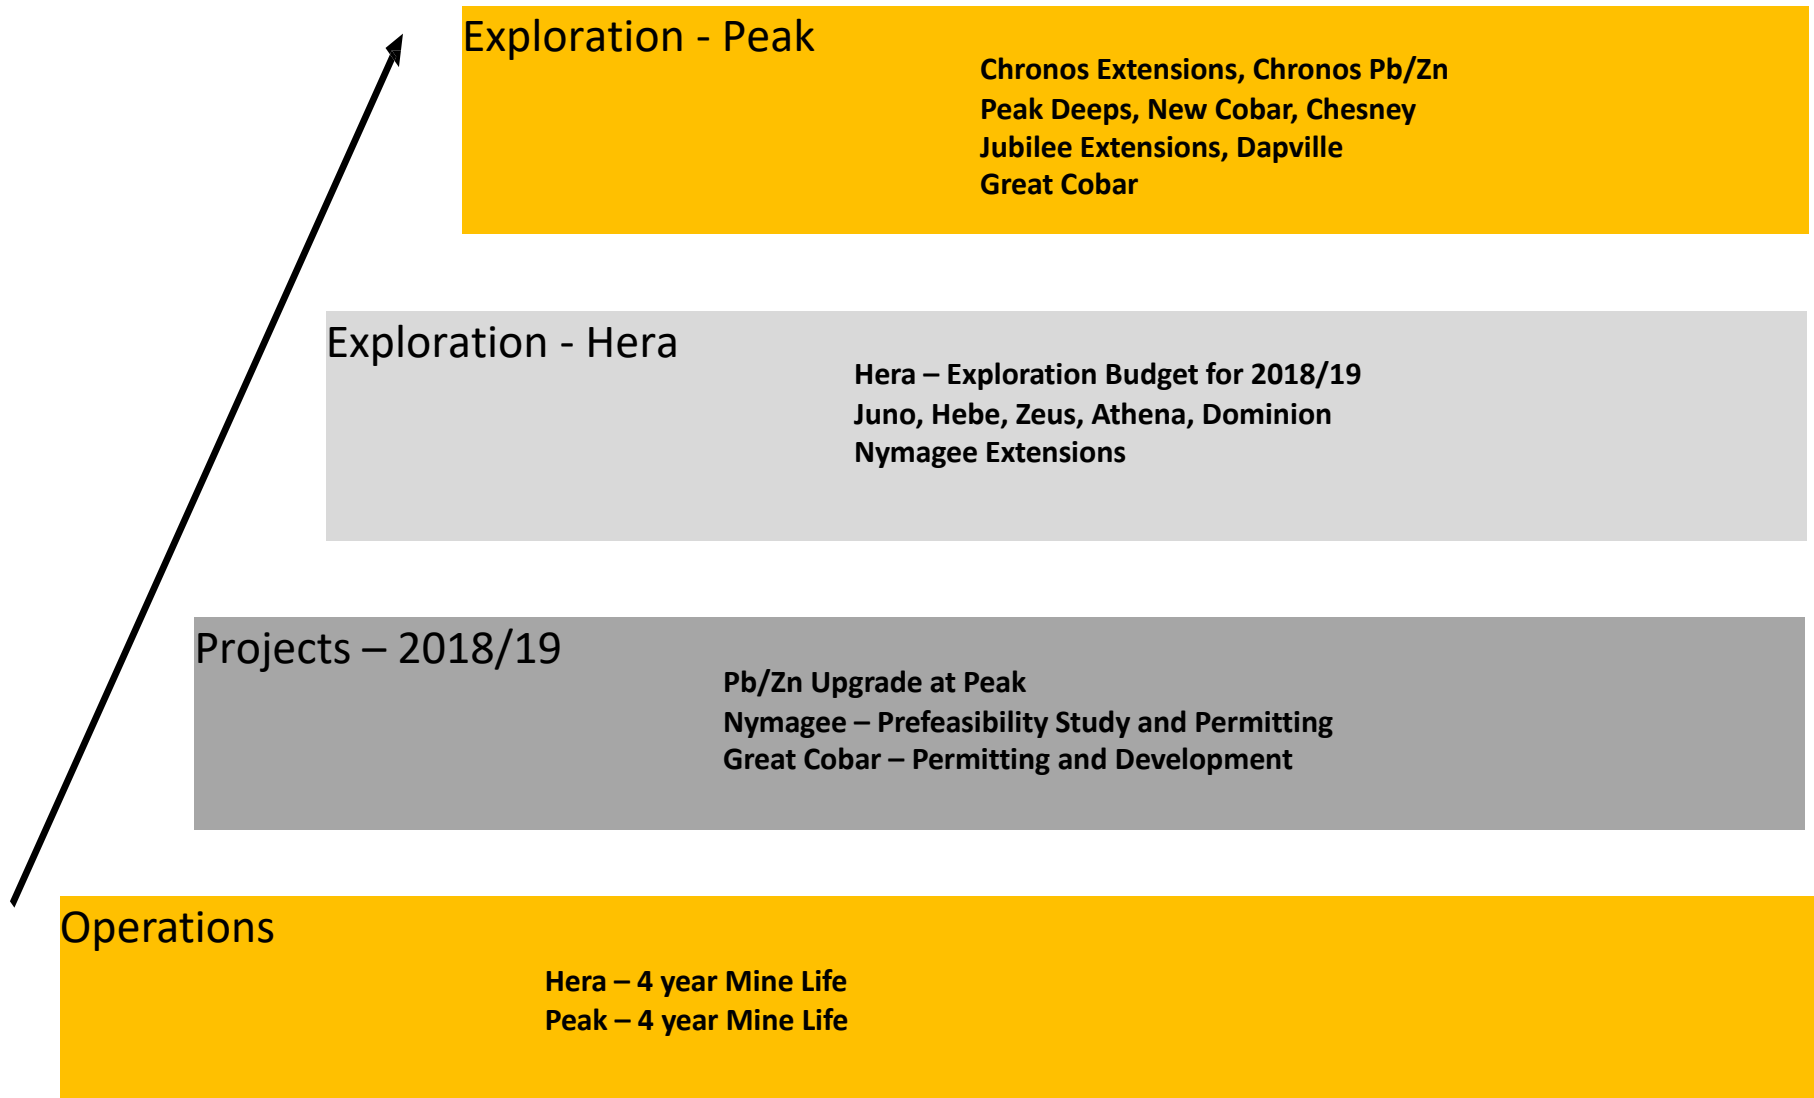 Exploration - Peak
Chronos Extensions, Chronos Pb/Zn
Peak Deeps, New Cobar, Chesney
Jubilee Extensions, Dapville
Great Cobar
Exploration - Hera
Hera – Exploration Budget for 2018/19
Juno, Hebe, Zeus, Athena, Dominion
Nymagee Extensions
Projects – 2018/19
Pb/Zn Upgrade at Peak
Nymagee – Prefeasibility Study and Permitting
Great Cobar – Permitting and Development
Operations
Hera – 4 year Mine Life
Peak – 4 year Mine Life